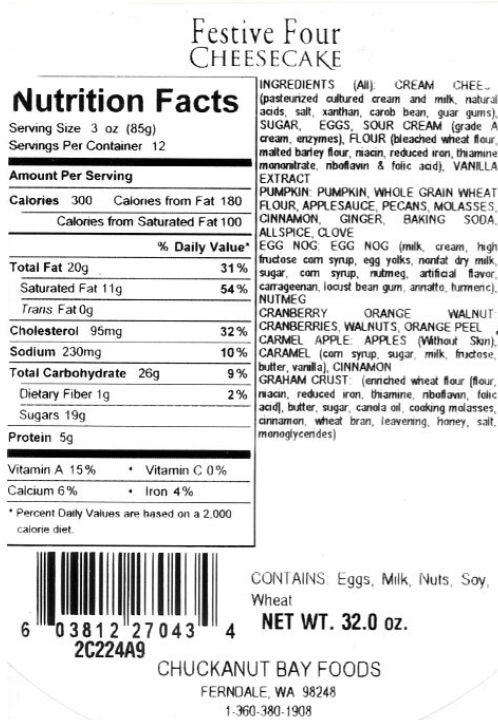 Festive Four
CHEESECAKE
Nutrition Facts
Serving Size 3 oz (85g)
Servings Per Container 12
Amount Per Serving
Calories 300 Calories from Fat 180
Calories from Saturated Fat 100
% Daily Value*
Total Fat 20g 31%
Saturated Fat 11g 54%
Trans Fat 0g
Cholesterol 95mg 32%
Sodium 230mg 10%
Total Carbohydrate 26g 9%
Dietary Fiber 1g 2%
Sugars 19g
Protein 5g
Vitamin A 15% • Vitamin C 0%
Calcium 6% • Iron 4%
* Percent Daily Values are based on a 2,000
calorie diet.
INGREDIENTS (All): CREAM CHEE
(pasteurized cultured cream and milk, natural
acids, salt, xanthan, carob bean, guar gums),
SUGAR, EGGS, SOUR CREAM (grade A
cream, enzymes), FLOUR (bleached wheat flour,
malted barley flour, niacin, reduced iron, thiamine
mononitrate, riboflavin & folic acid), VANILLA
EXTRACT
PUMPKIN: PUMPKIN, WHOLE GRAIN WHEAT
FLOUR, APPLESAUCE, PECANS, MOLASSES,
CINNAMON, GINGER, BAKING SODA,
ALLSPICE, CLOVE
EGG NOG: EGG NOG (milk, cream, high
fructose corn syrup, egg yolks, nonfat dry milk,
sugar, corn syrup, nutmeg, artificial flavor,
carrageenan, locust bean gum, annatto, turmeric),
NUTMEG
CRANBERRY ORANGE WALNUT:
CRANBERRIES, WALNUTS, ORANGE PEEL
CARMEL APPLE: APPLES (Without Skin),
CARAMEL (corn syrup, sugar, milk, fructose,
butter, vanilla), CINNAMON
GRAHAM CRUST: (enriched wheat flour [flour,
niacin, reduced iron, thiamine, riboflavin, folic
acid], butter, sugar, canola oil, cooking molasses,
cinnamon, wheat bran, leavening, honey, salt,
monoglycerides)
CONTAINS: Eggs, Milk, Nuts, Soy,
Wheat
NET WT. 32.0 oz.
6 03812 27043 4
2C224A9
CHUCKANUT BAY FOODS
FERNDALE, WA 98248
1-360-380-1908